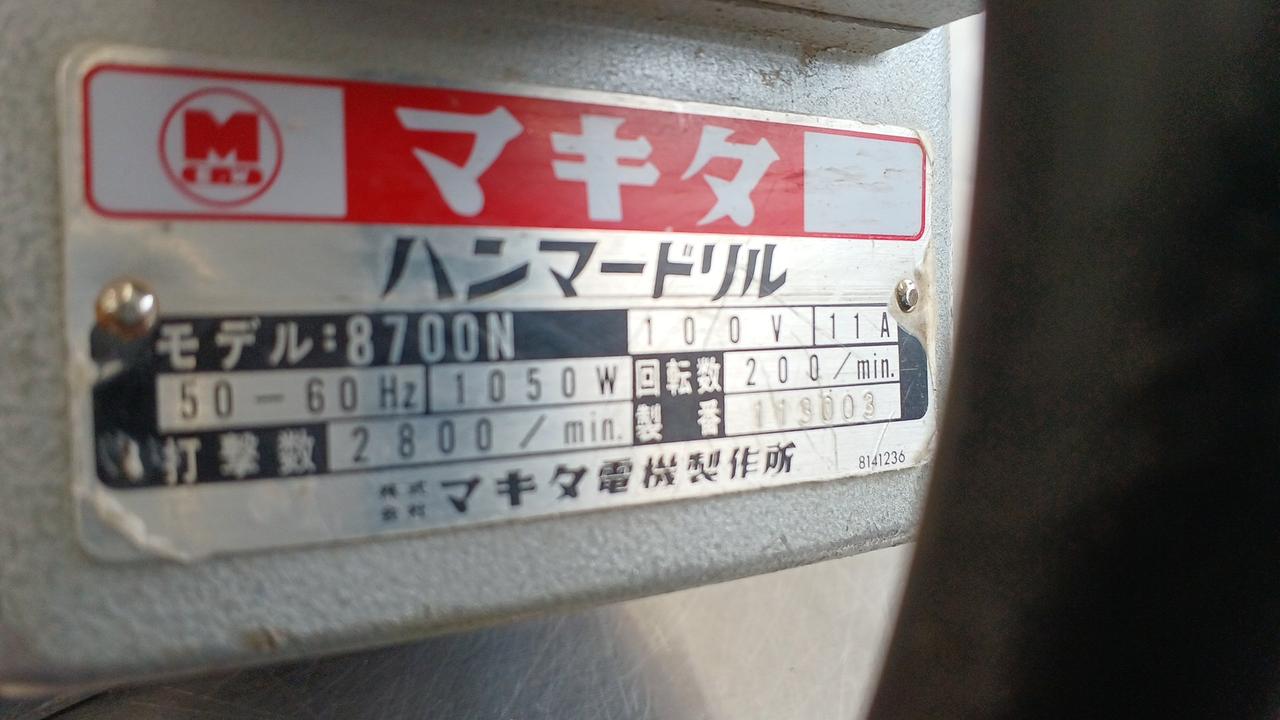 M
マキタ
ハンマードリル
モデル:8700N 100V 11A
50-60Hz 1050W 回転数 200/min.
打撃数 2800/min. 製番 113003
株式会社 マキタ電機製作所 8141236